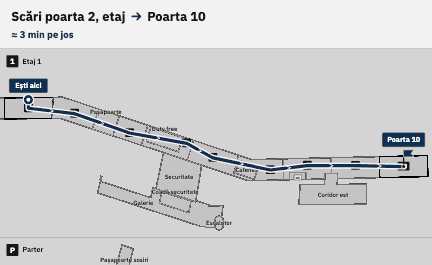 Scări poarta 2, etaj → Poarta 10
≈ 3 min pe jos
1 Etaj 1
Ești aici
Pașapoarte
Duty free
Poarta 10
Cafenea
Securitate
Coadă securitate
Galerie
Coridor est
Escalator
P Parter
Pașapoarte sosiri